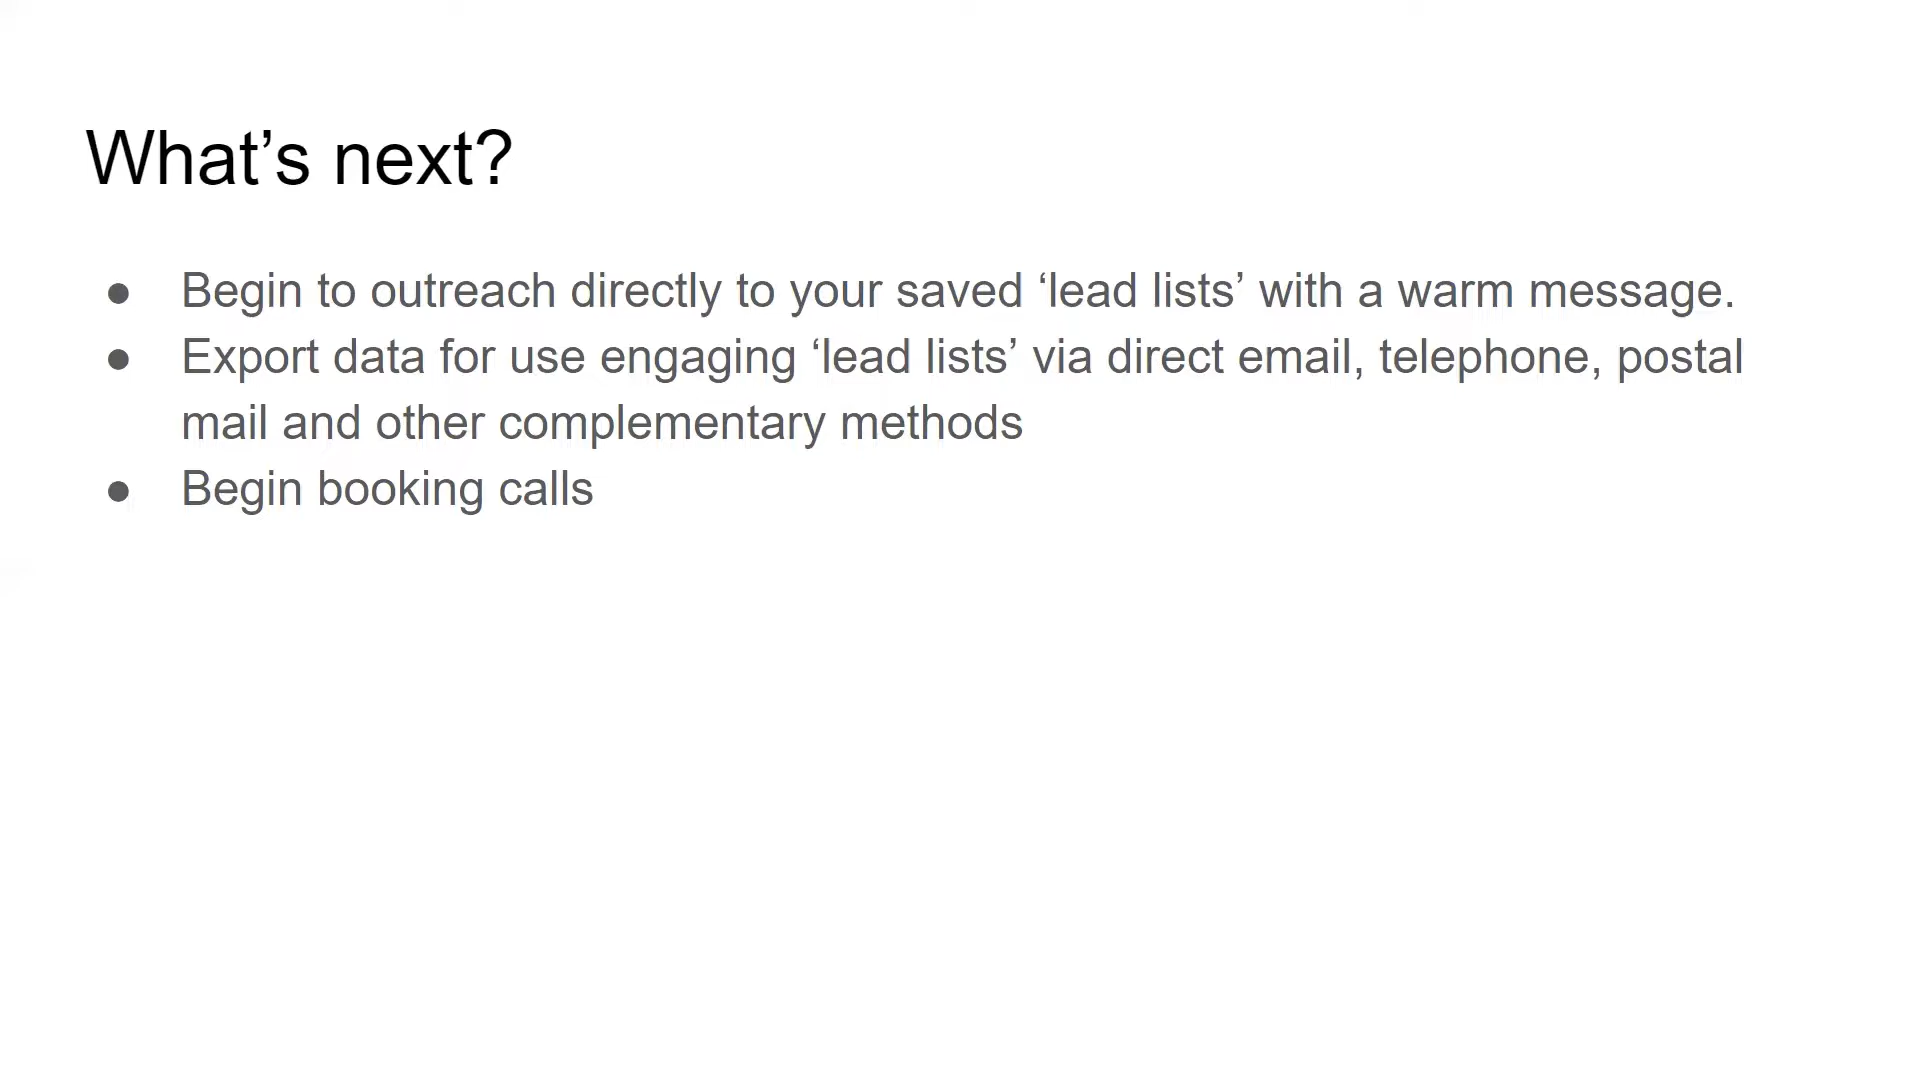 What’s next?
● Begin to outreach directly to your saved ‘lead lists’ with a warm message.
● Export data for use engaging ‘lead lists’ via direct email, telephone, postal
mail and other complementary methods
● Begin booking calls